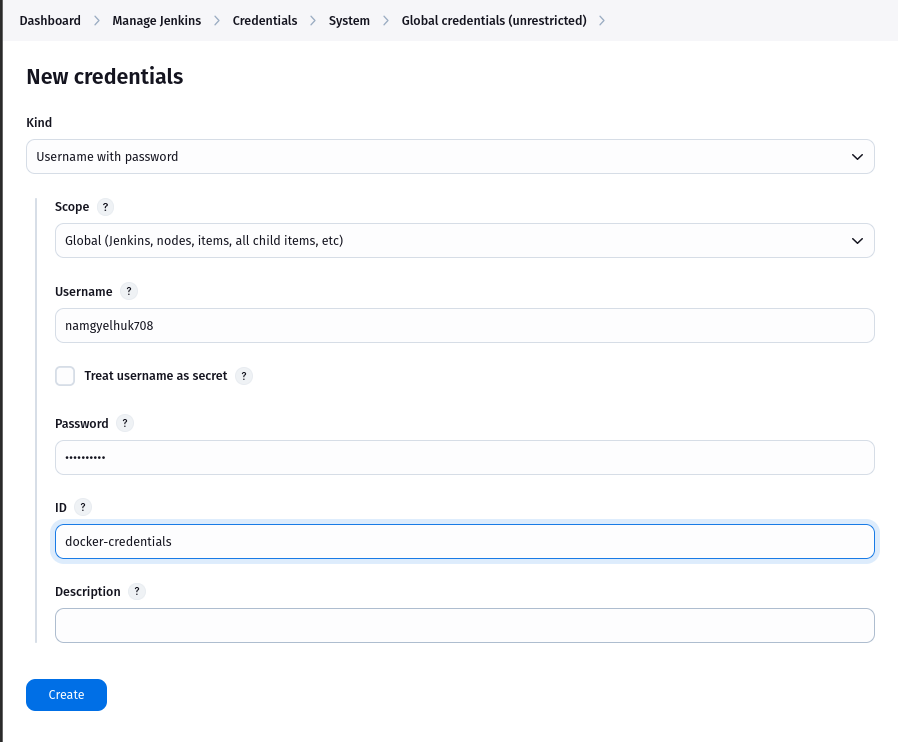 Dashboard > Manage Jenkins > Credentials > System > Global credentials (unrestricted) >
New credentials
Kind
Username with password
Scope ?
Global (Jenkins, nodes, items, all child items, etc)
Username ?
namgyelhuk708
Treat username as secret ?
Password ?
••••••••••
ID ?
docker-credentials
Description ?
Create